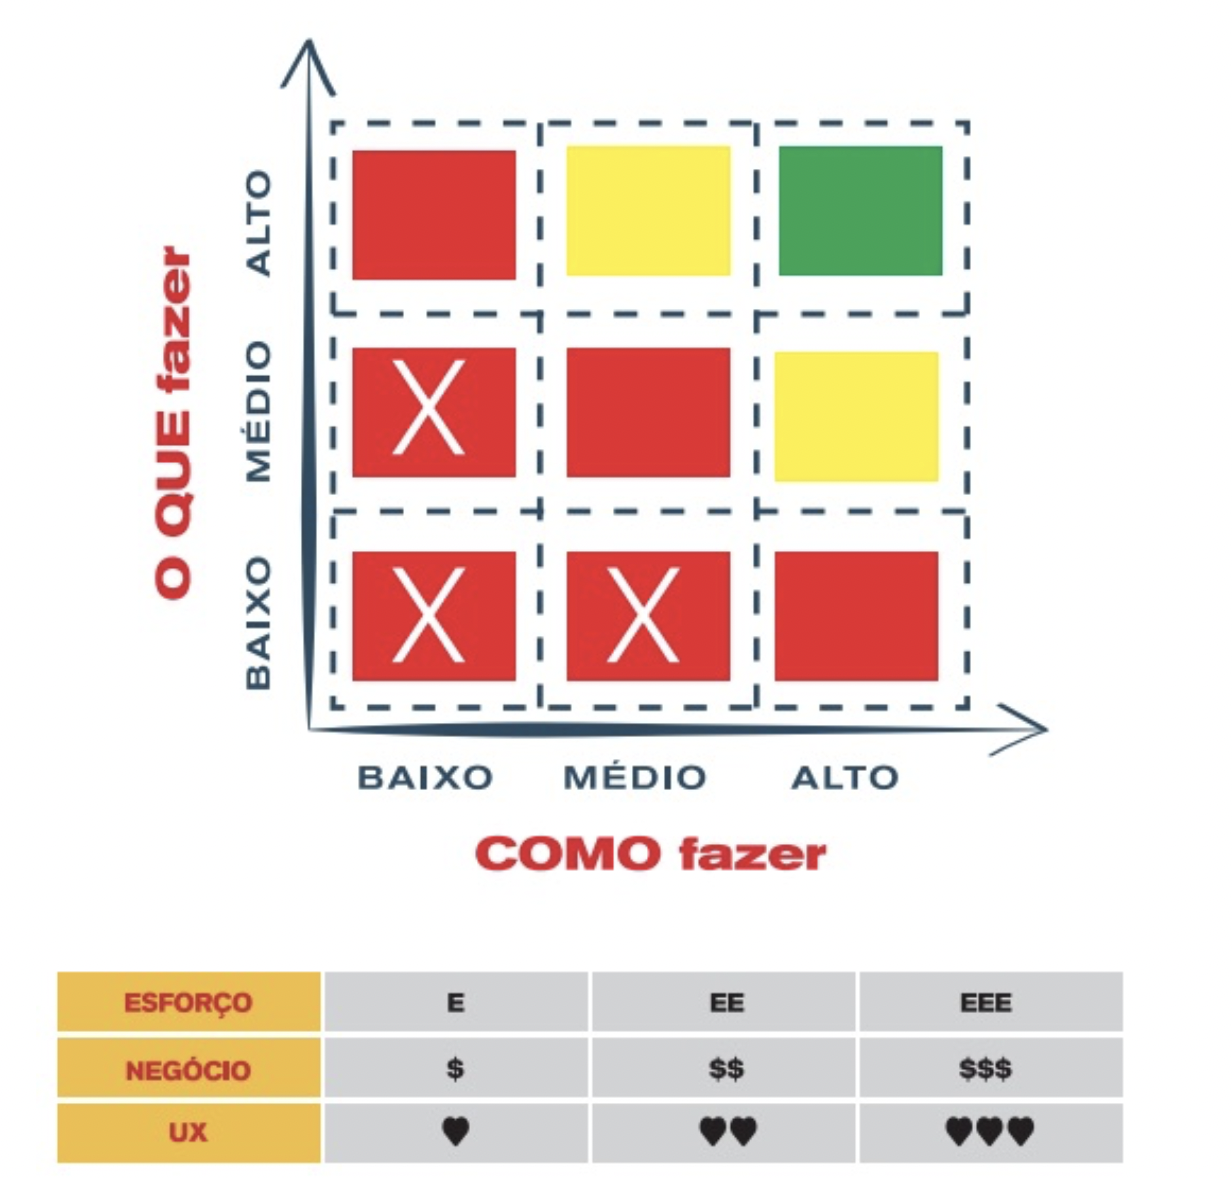 O QUE fazer
ALTO
MÉDIO
X
BAIXO
X X
BAIXO MÉDIO ALTO
COMO fazer
ESFORÇO E EE EEE
NEGÓCIO $ $$ $$$
UX ♥ ♥♥ ♥♥♥